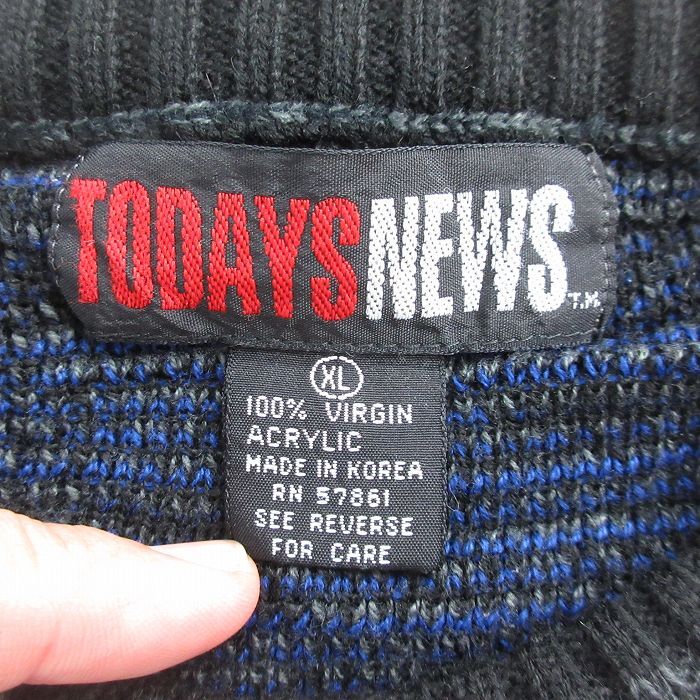 TODAYSNEWS T.M.
XL
100% VIRGIN
ACRYLIC
MADE IN KOREA
RN 57861
SEE REVERSE
FOR CARE